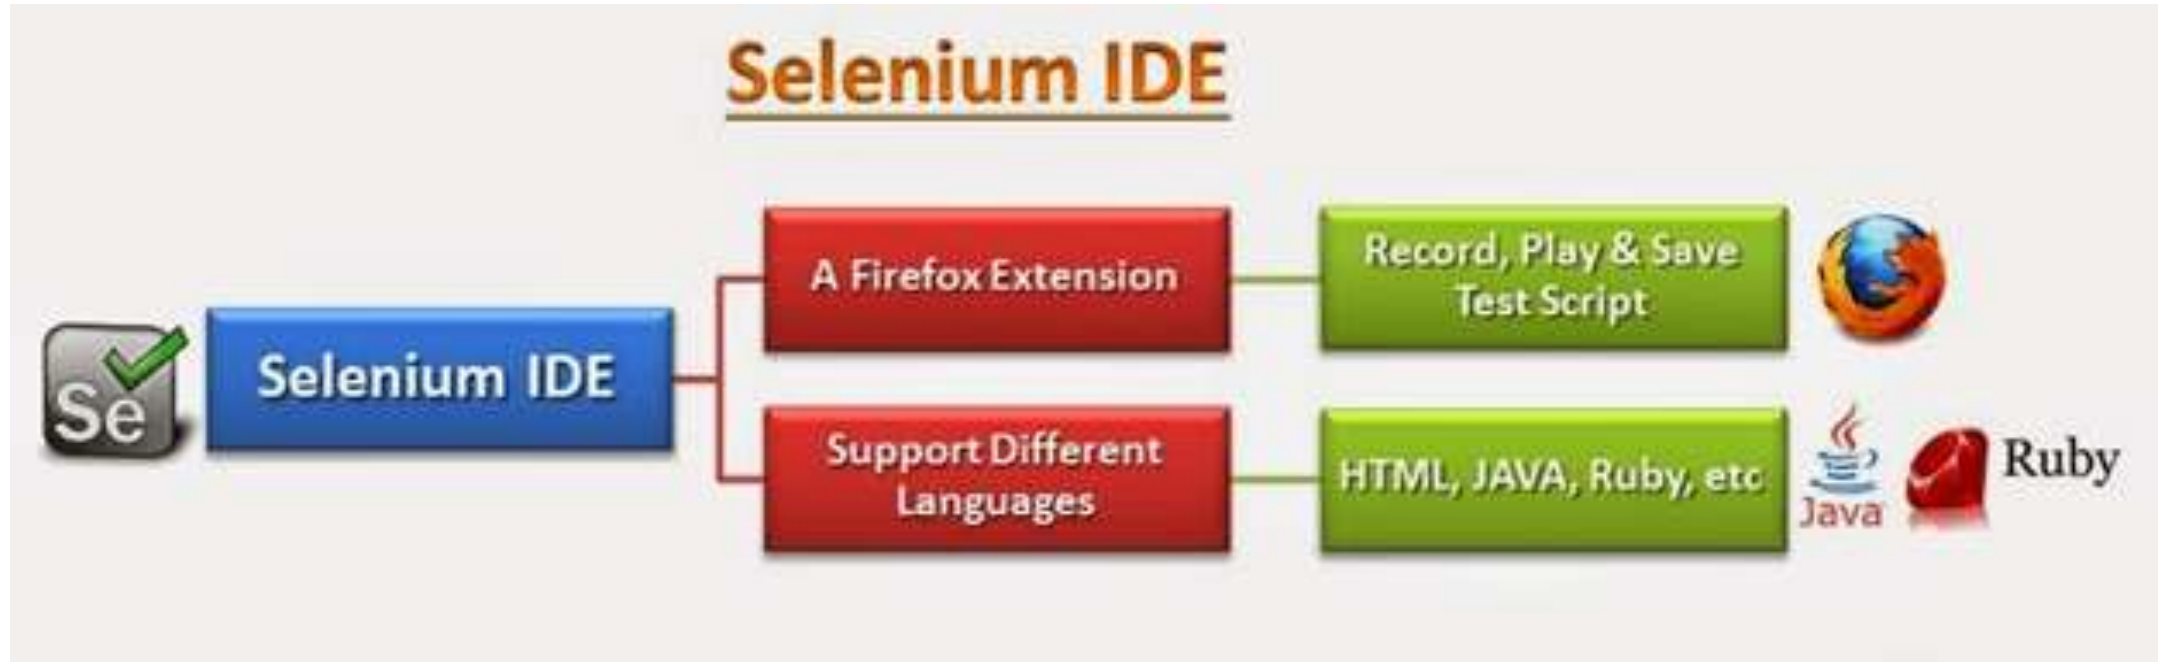 Selenium IDE
Se
Selenium IDE
A Firefox Extension
Record, Play & Save
Test Script
Support Different
Languages
HTML, JAVA, Ruby, etc
Java
Ruby